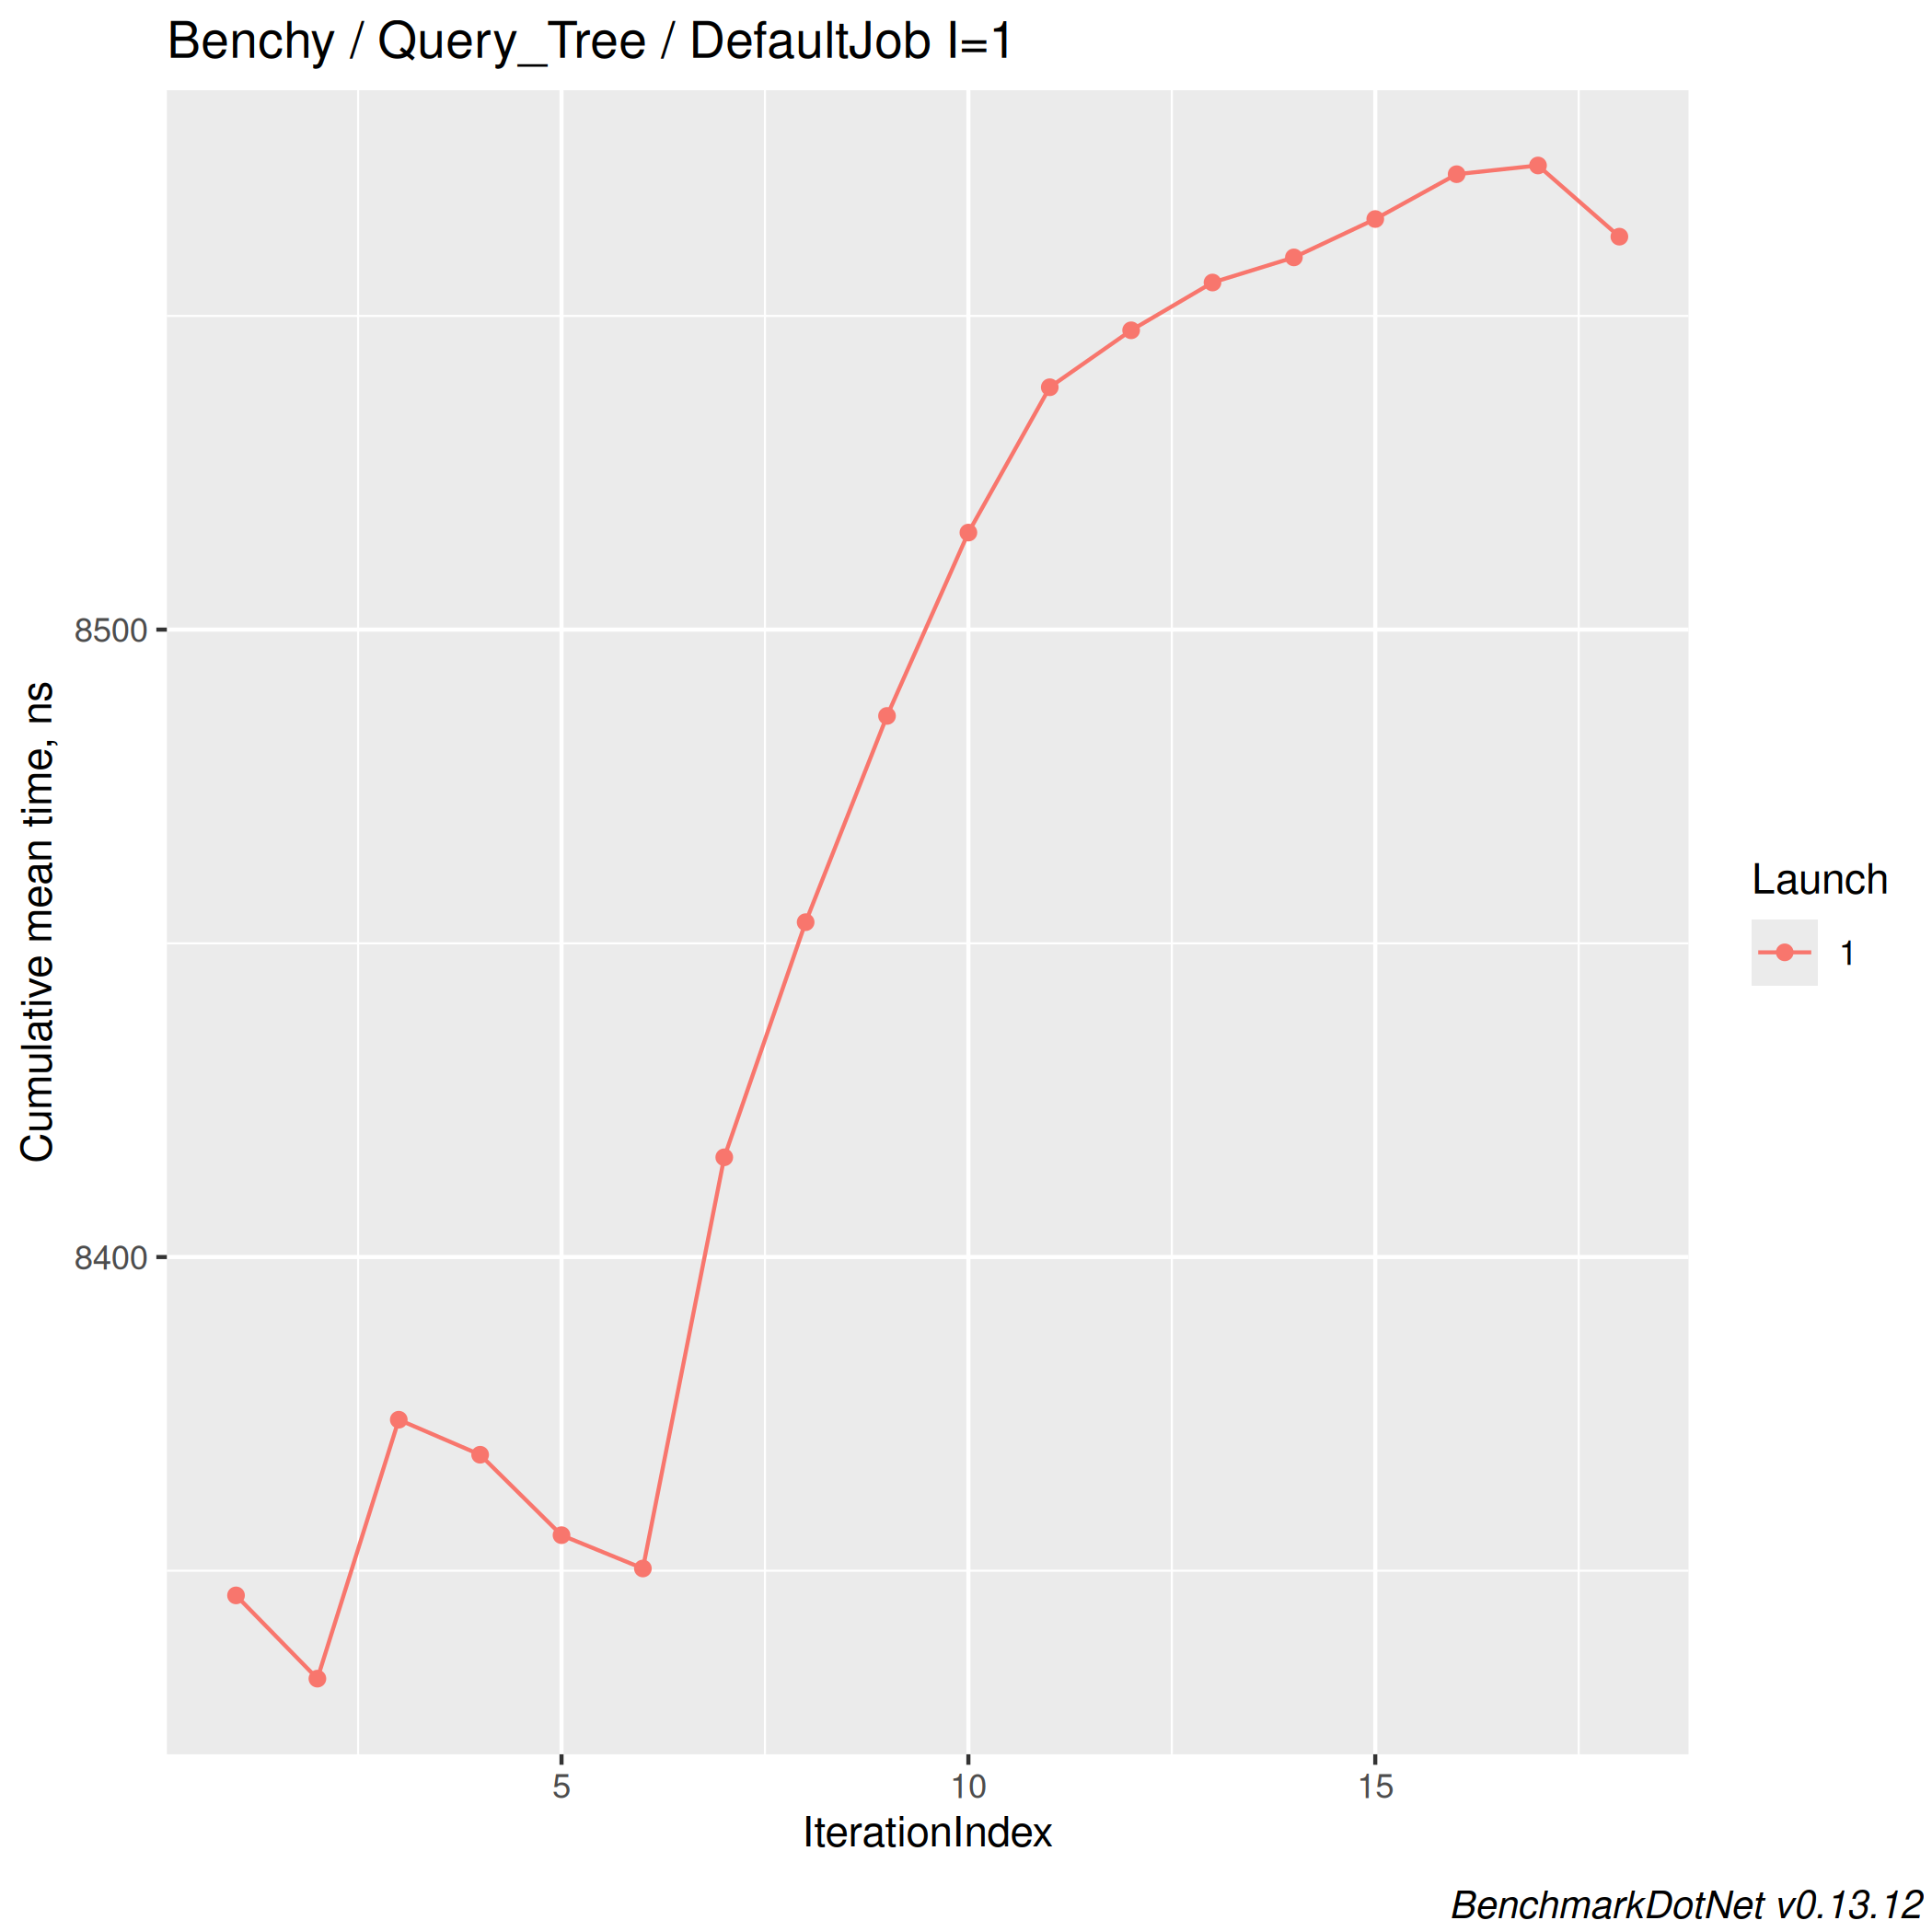 Benchy / Query_Tree / DefaultJob I=1
Cumulative mean time, ns
8500
8400
5
10
15
IterationIndex
Launch
1
BenchmarkDotNet v0.13.12